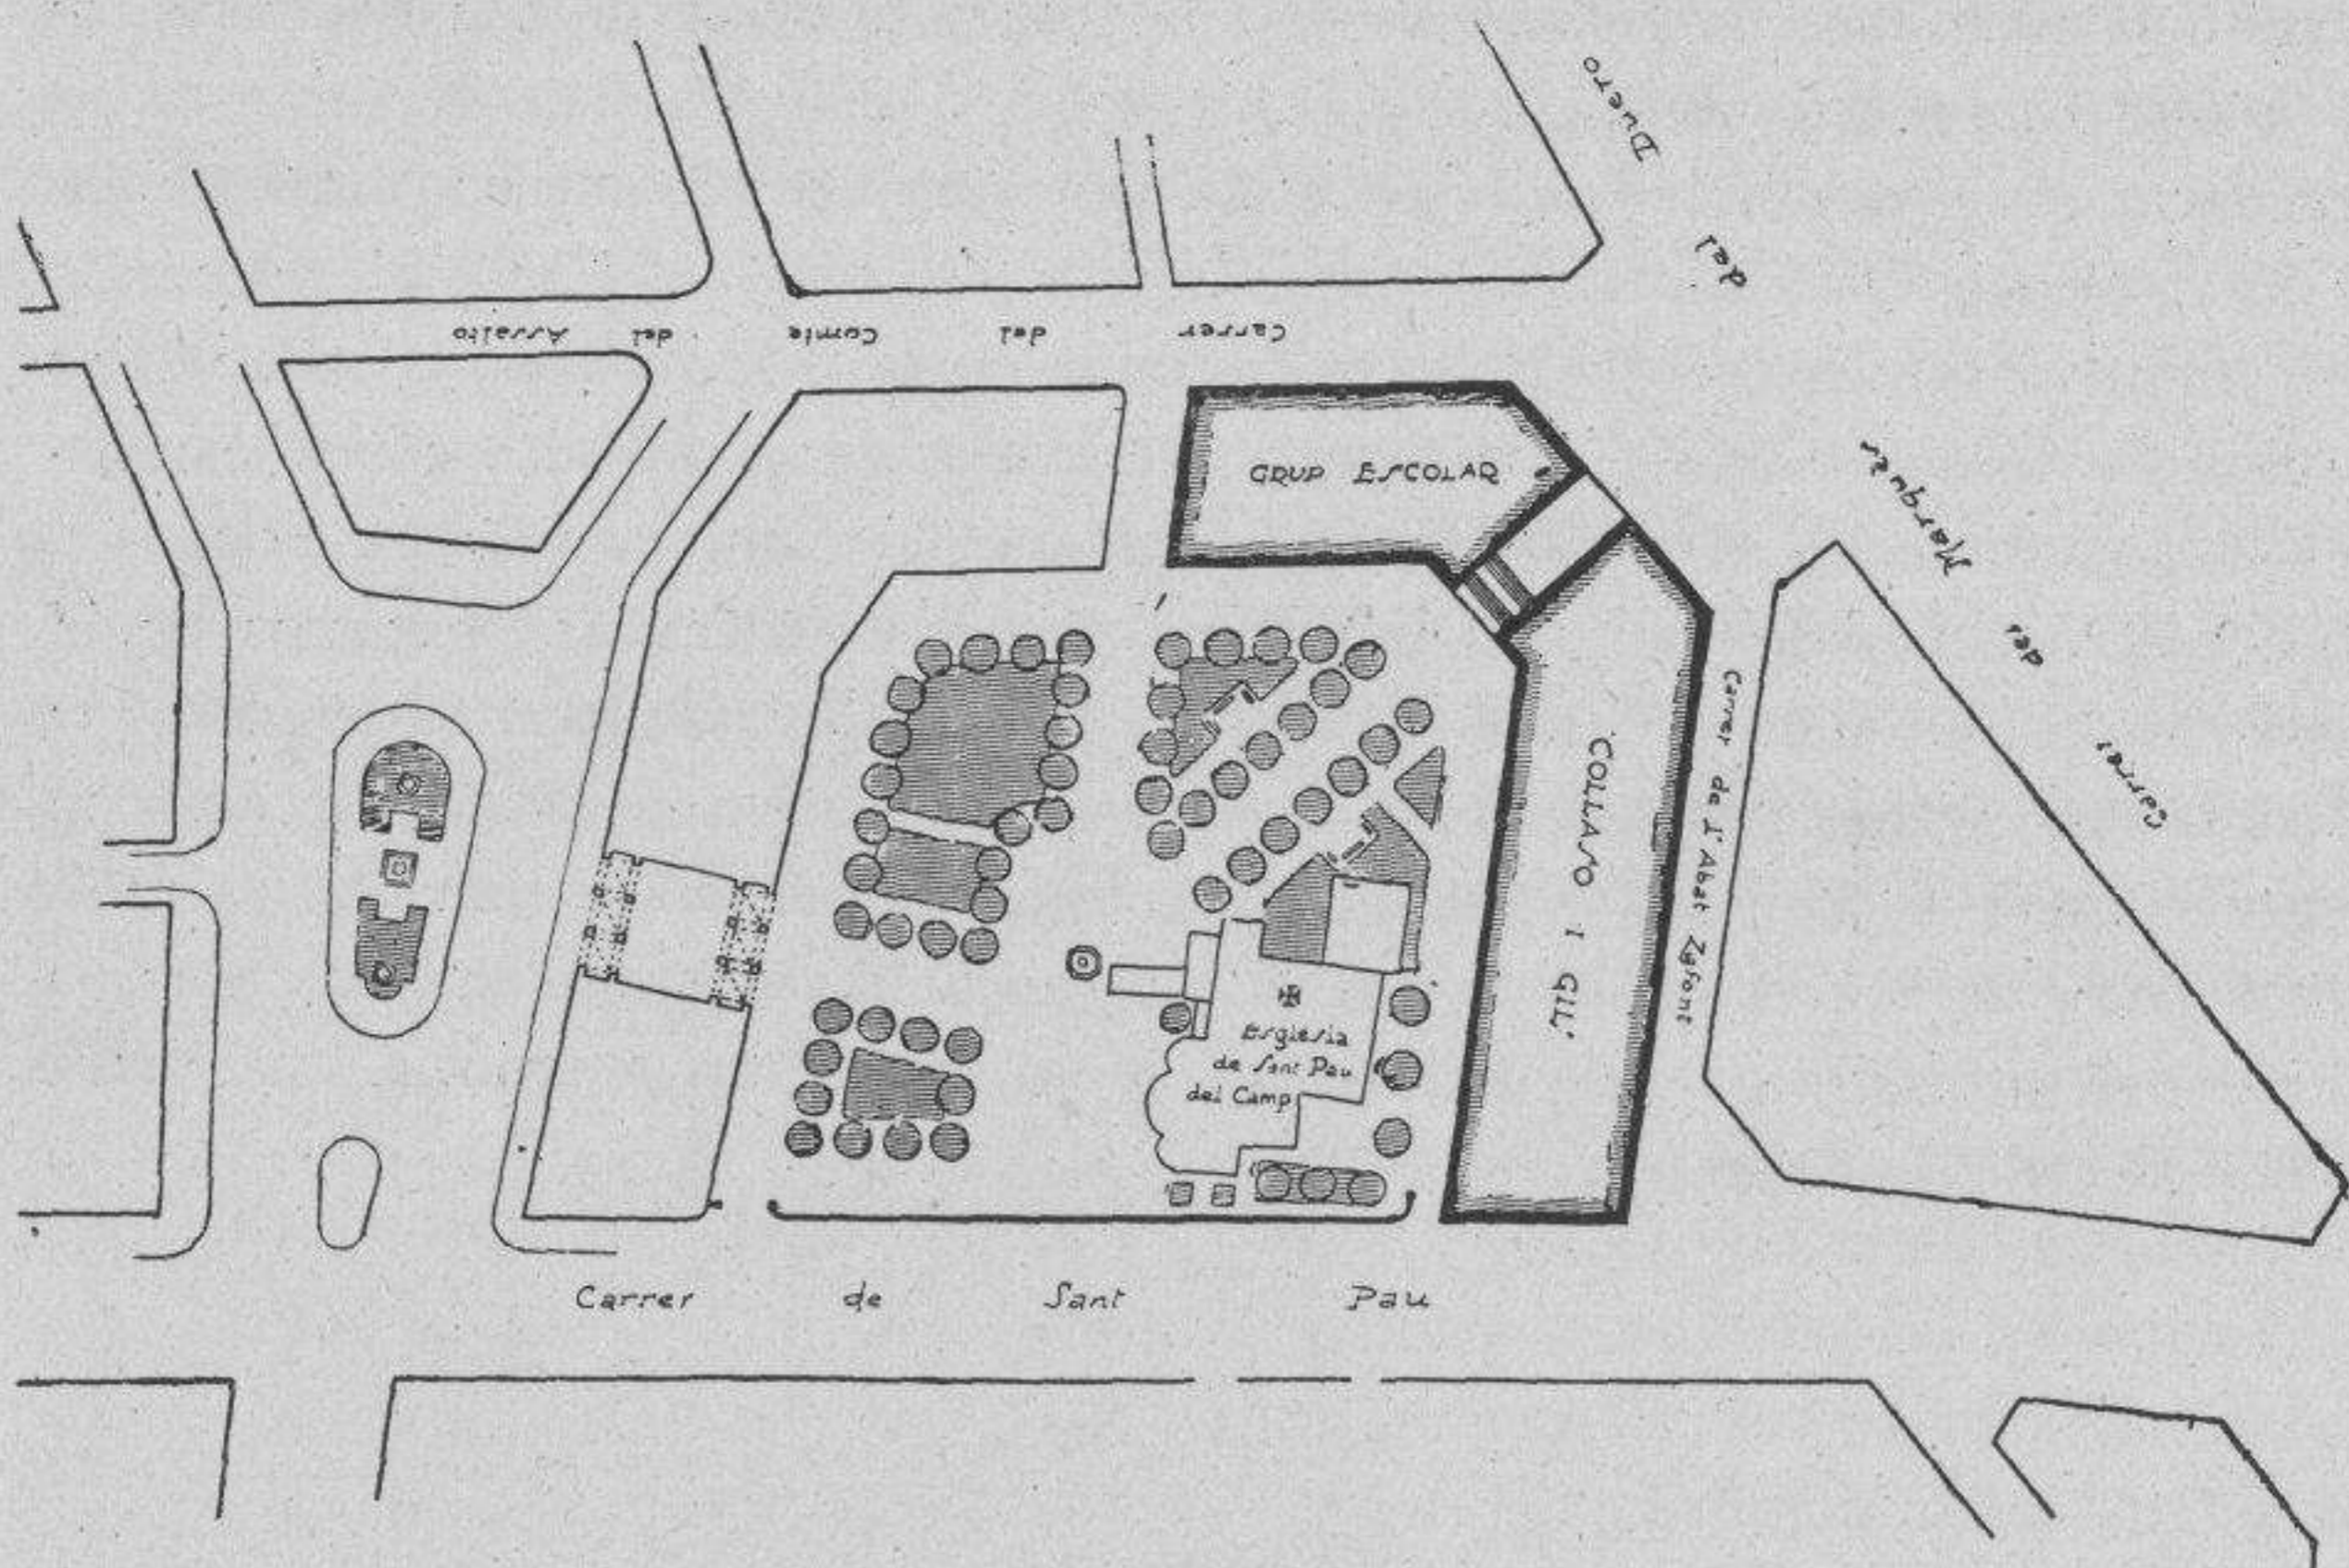 Carrer del Marquès del Duero
Carrer del Comte del Assalto
GRUP ESCOLAR
COLLASO I GIL
Carrer de l'Abat Zafont
Esglesia
de Sant Pau
del Camp
Carrer de Sant Pau